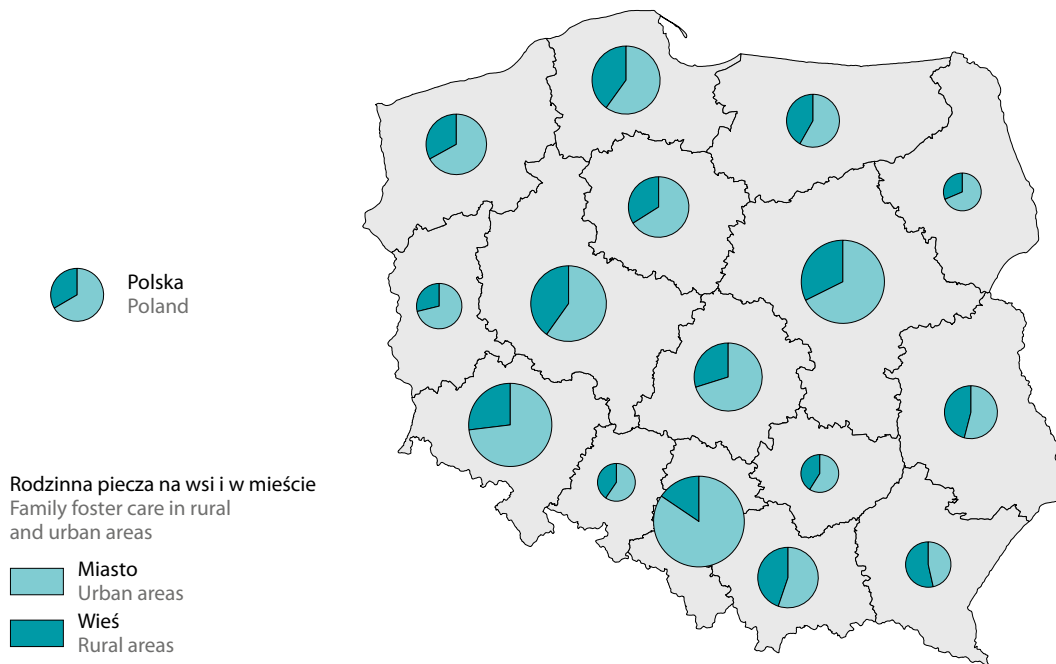 Polska
Poland
Rodzinna piecza na wsi i w mieście
Family foster care in rural
and urban areas
Miasto
Urban areas
Wieś
Rural areas